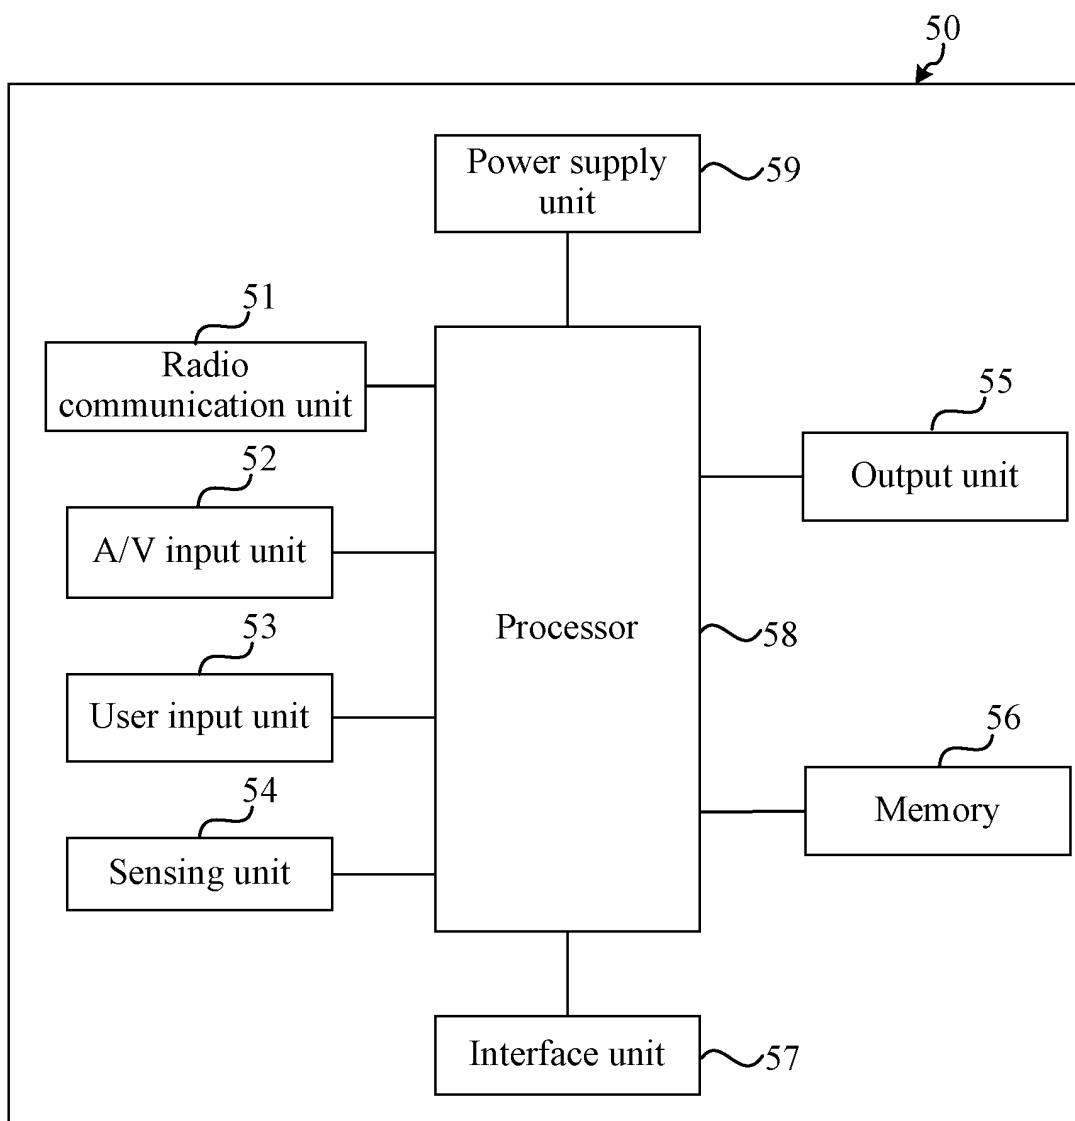 50
Power supply
unit
59
51
Radio
communication unit
55
Output unit
52
A/V input unit
Processor
58
53
User input unit
56
Memory
54
Sensing unit
Interface unit
57